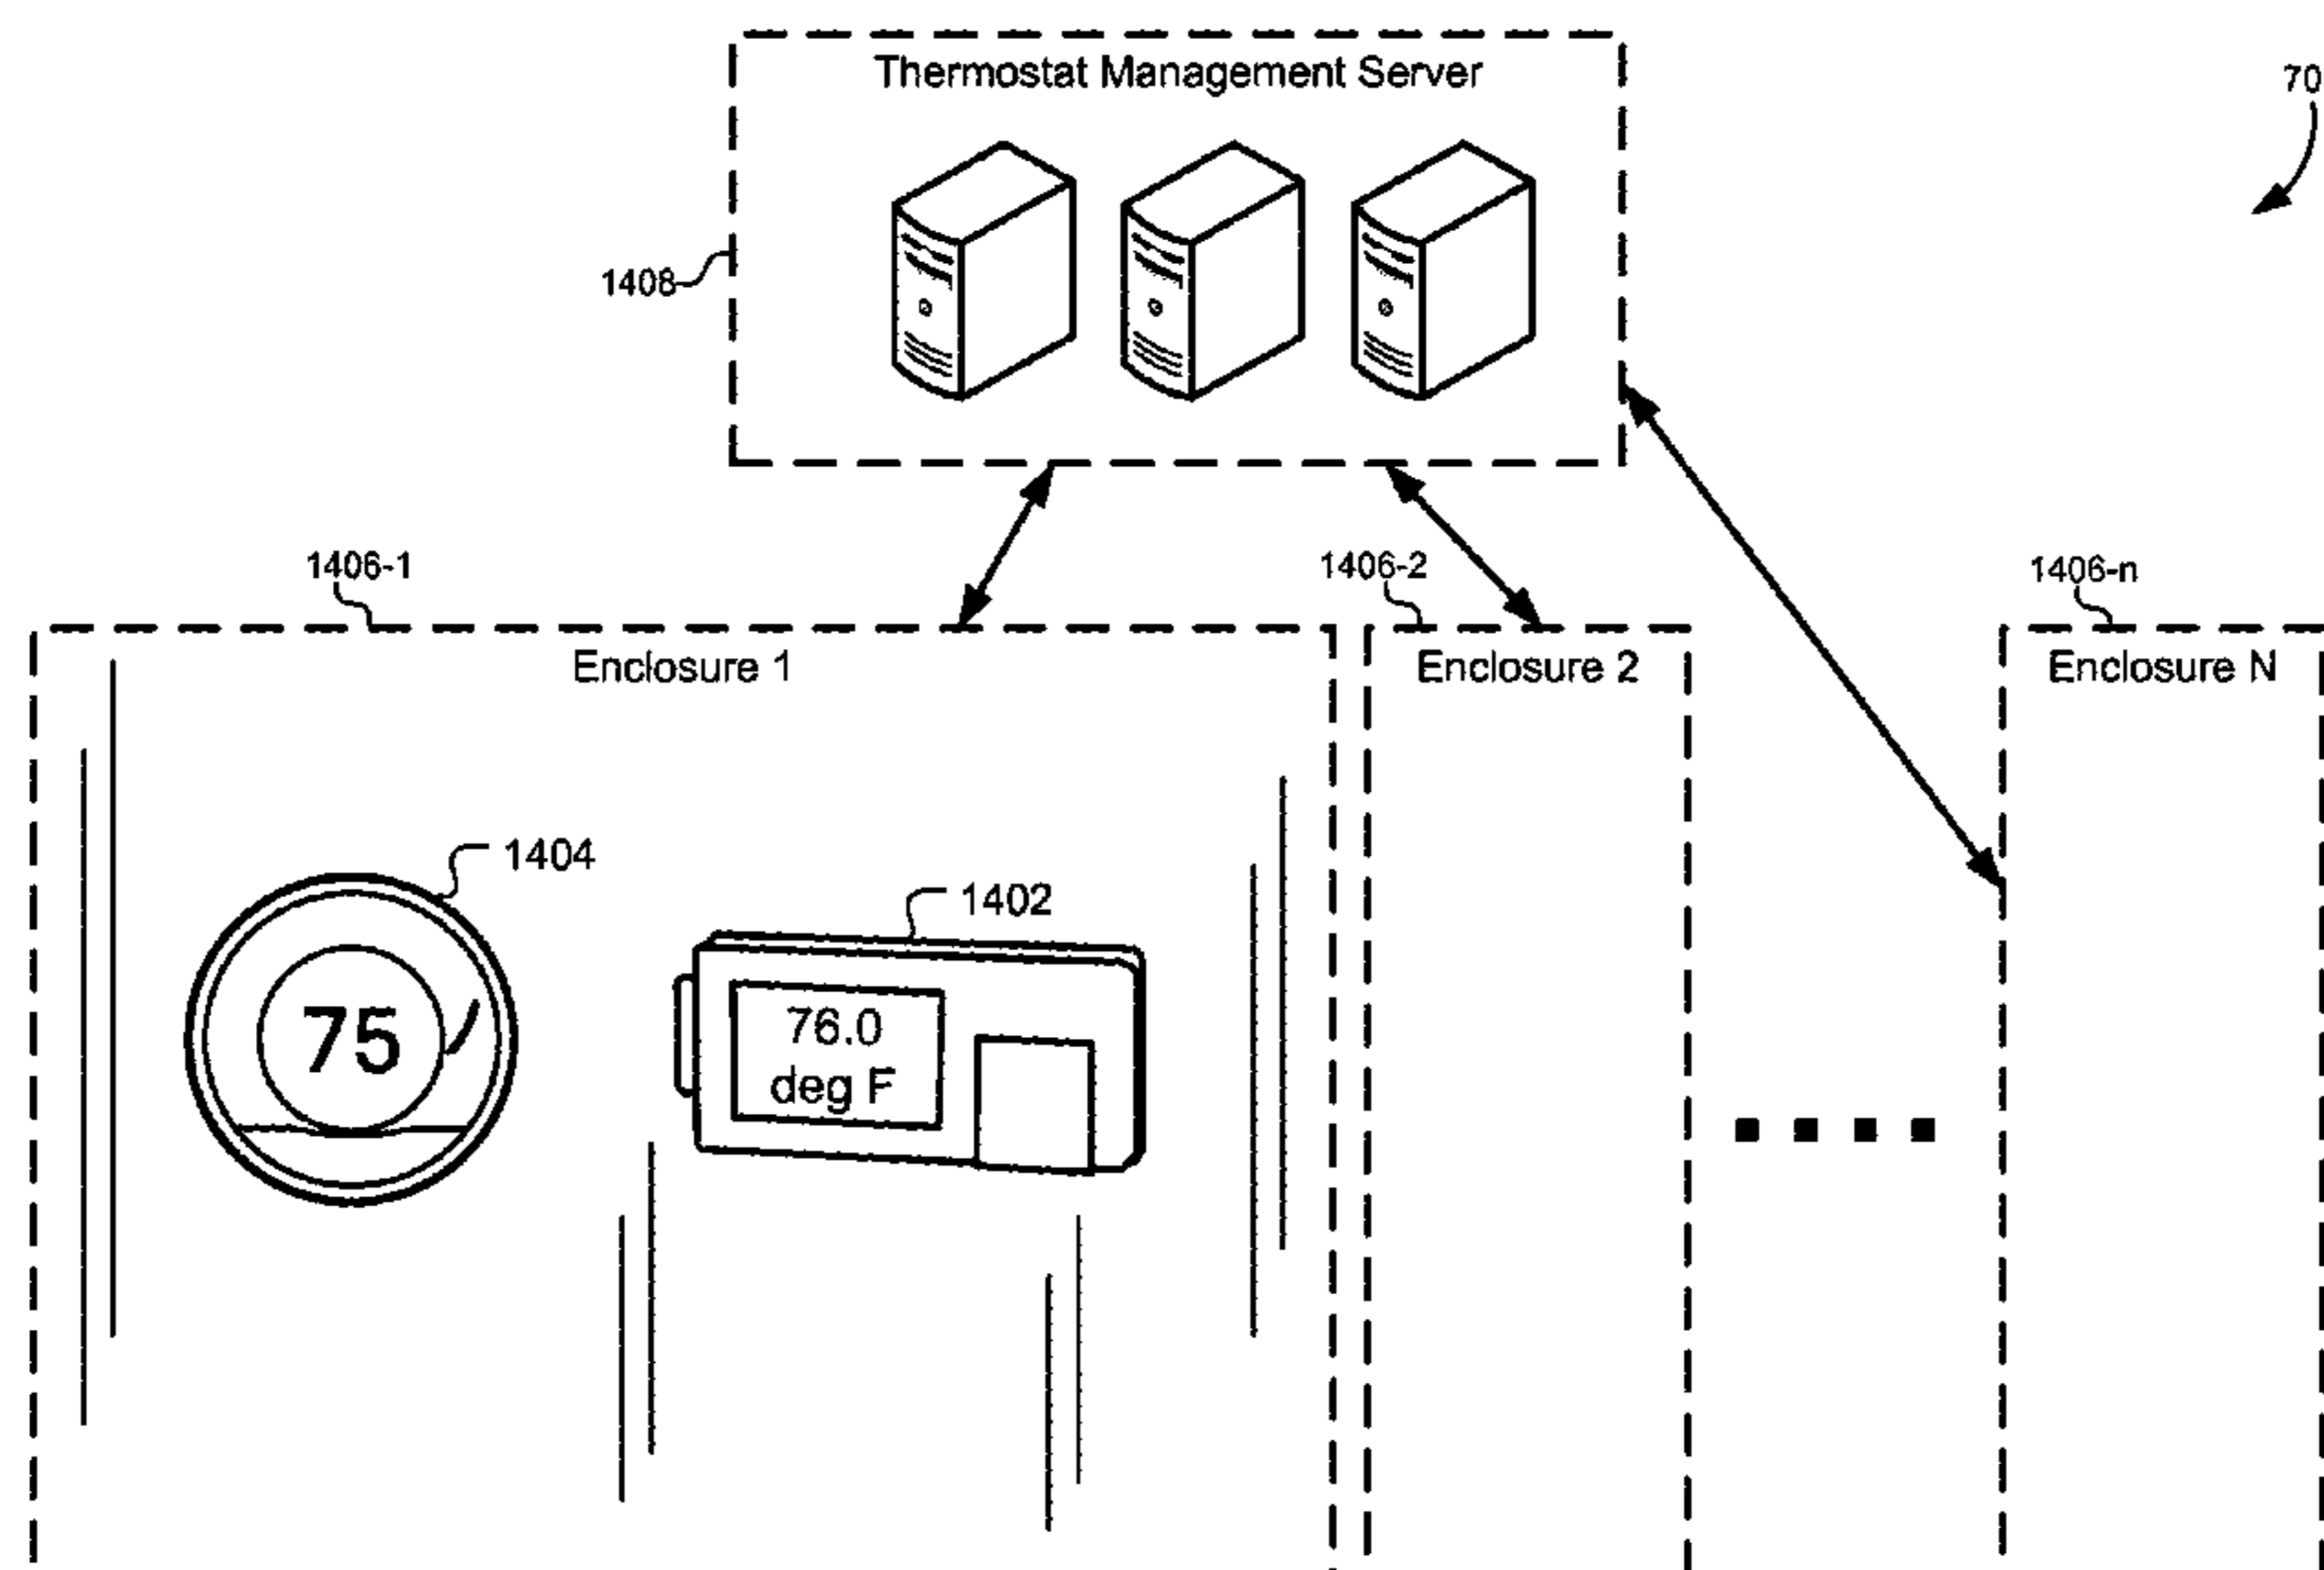 Thermostat Management Server
70
1408
1406-1
1406-2
1406-n
Enclosure 1
Enclosure 2
Enclosure N
1404
1402
75
76.0
deg F